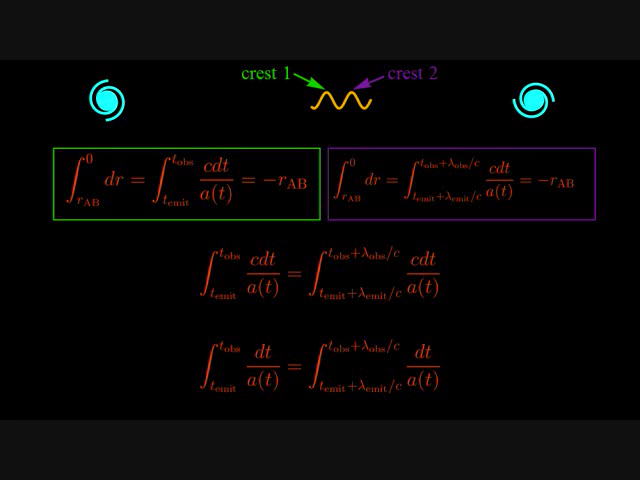 crest 1 crest 2
∫_{r_AB}^{0} dr = ∫_{t_emit}^{t_obs} cdt/a(t) = −r_AB
∫_{r_AB}^{0} dr = ∫_{t_emit+λ_emit/c}^{t_obs+λ_obs/c} cdt/a(t) = −r_AB
∫_{t_emit}^{t_obs} cdt/a(t) = ∫_{t_emit+λ_emit/c}^{t_obs+λ_obs/c} cdt/a(t)
∫_{t_emit}^{t_obs} dt/a(t) = ∫_{t_emit+λ_emit/c}^{t_obs+λ_obs/c} dt/a(t)